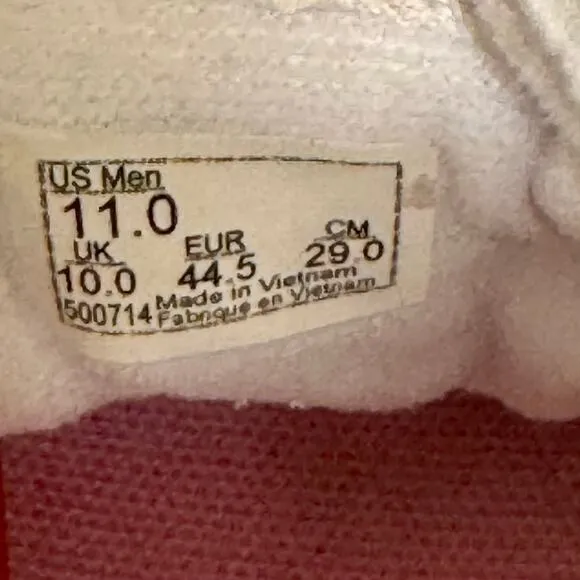 US Men
11.0
UK EUR CM
10.0 44.5 29.0
500714 Made in Vietnam
Fabriqué en Vietnam